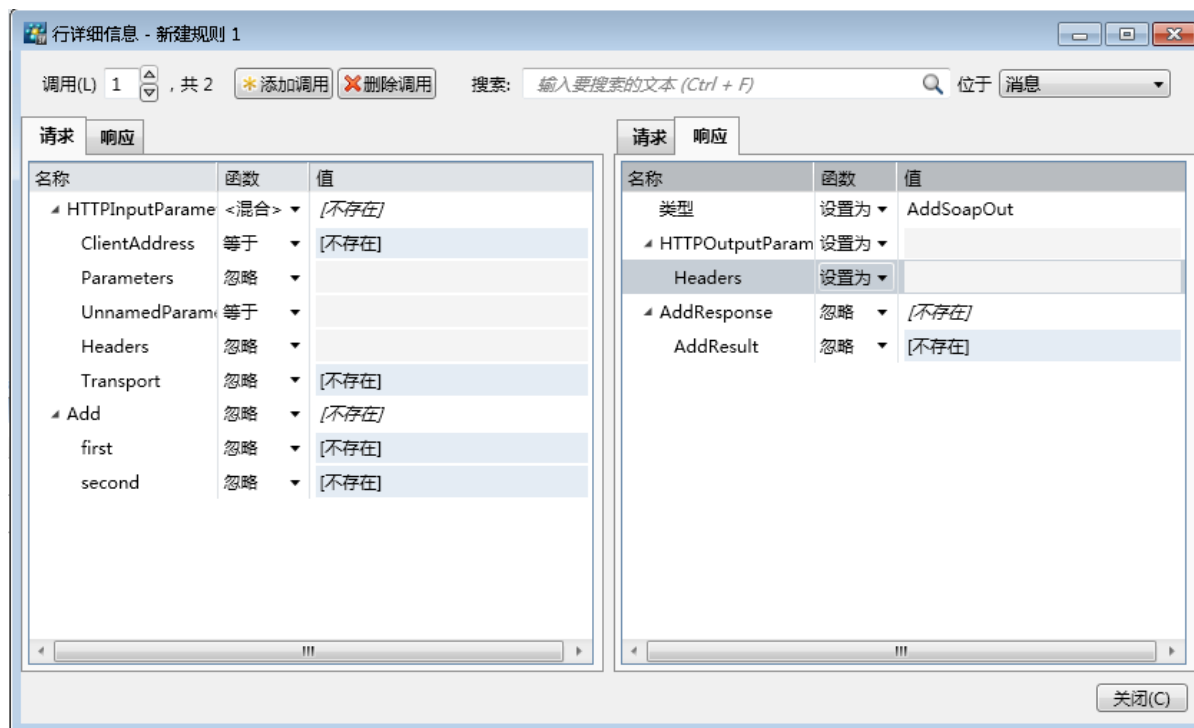 行详细信息 - 新建规则 1
调用(L) 1 , 共 2 添加调用 删除调用 搜索: 输入要搜索的文本 (Ctrl + F) 位于 消息
请求 响应
名称 函数 值
HTTPInputParame <混合> [不存在]
ClientAddress 等于 [不存在]
Parameters 忽略
UnnamedParam 等于
Headers 忽略
Transport 忽略 [不存在]
Add 忽略 [不存在]
first 忽略 [不存在]
second 忽略 [不存在]
请求 响应
名称 函数 值
类型 设置为 AddSoapOut
HTTPOutputParam 设置为
Headers 设置为
AddResponse 忽略 [不存在]
AddResult 忽略 [不存在]
关闭(C)